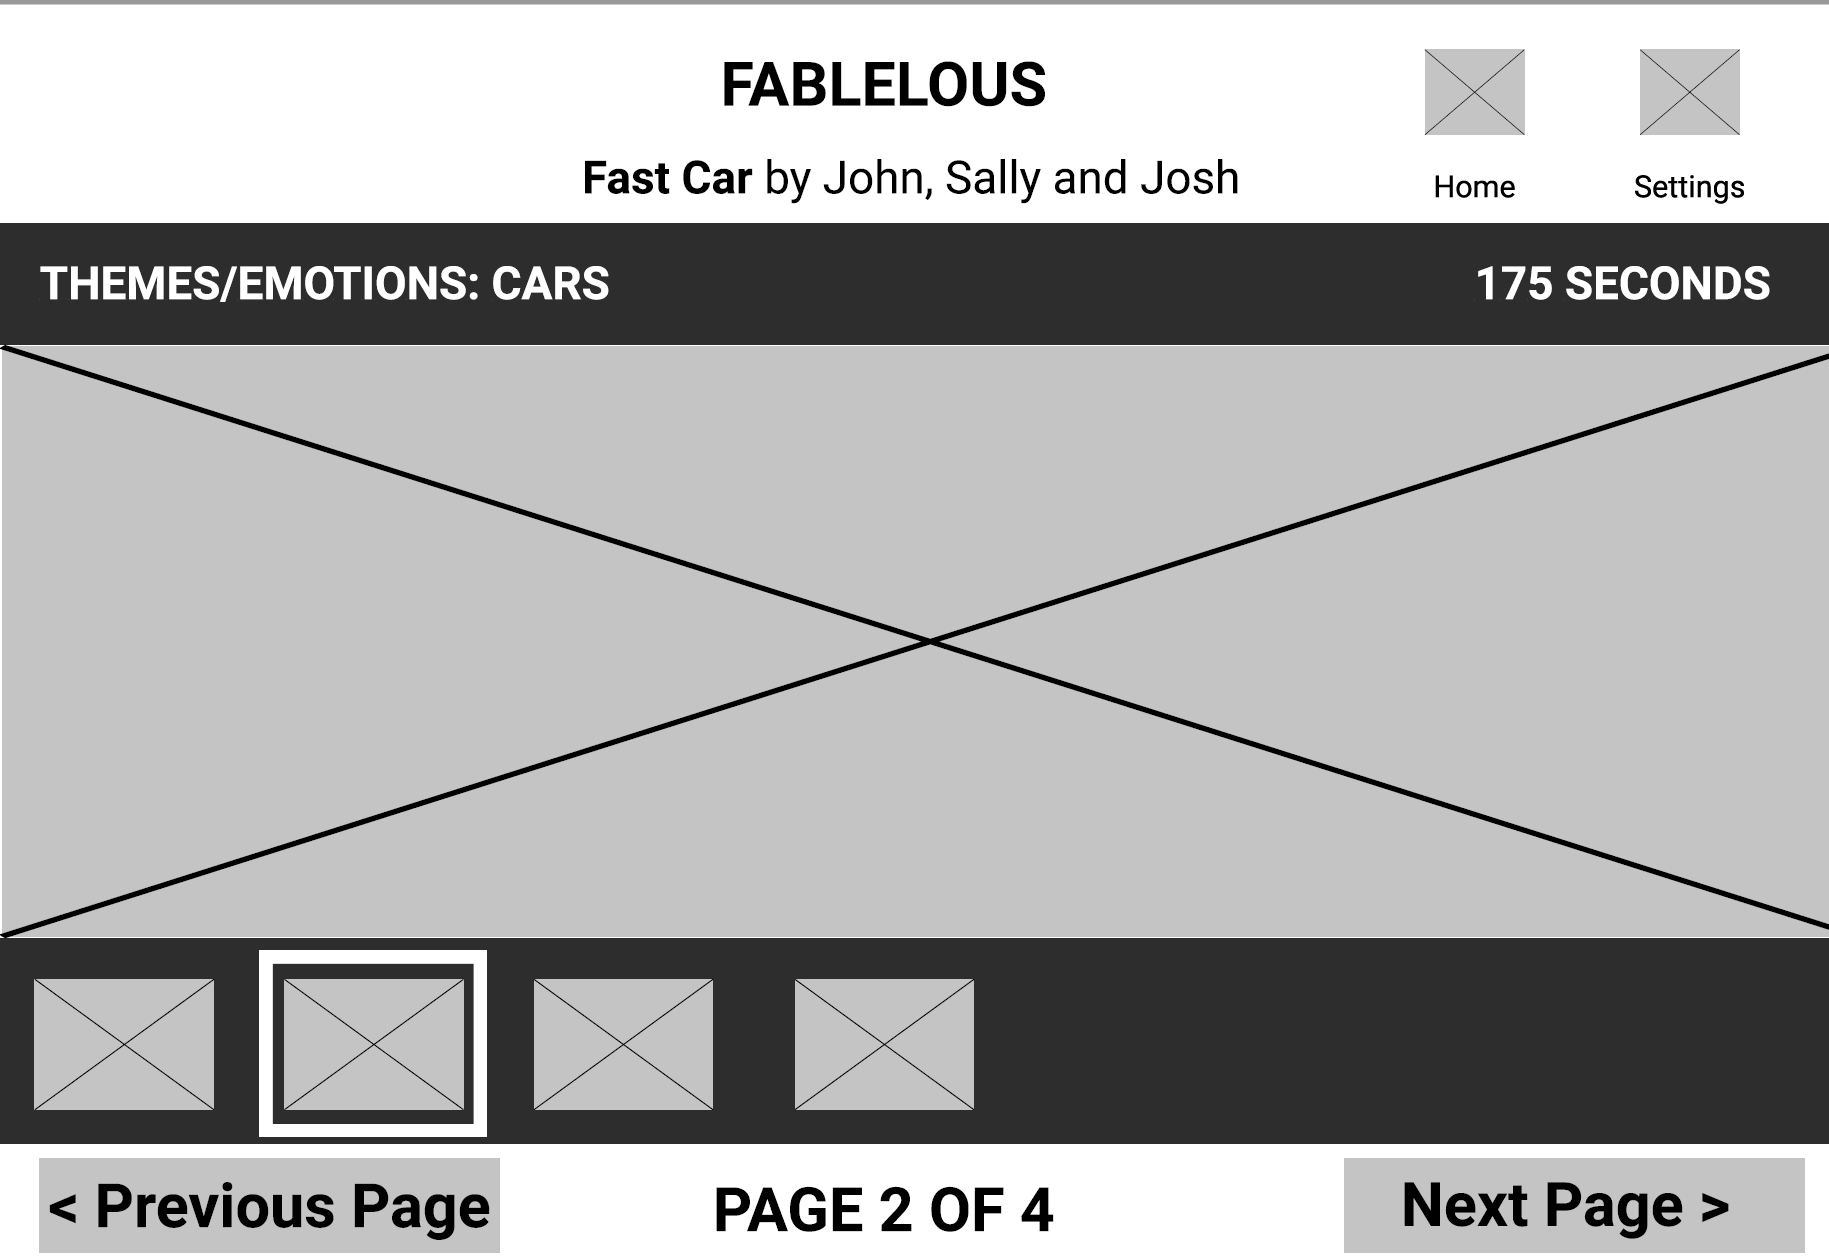 FABLELOUS
Fast Car by John, Sally and Josh
Home
Settings
THEMES/EMOTIONS: CARS
175 SECONDS
< Previous Page
PAGE 2 OF 4
Next Page >